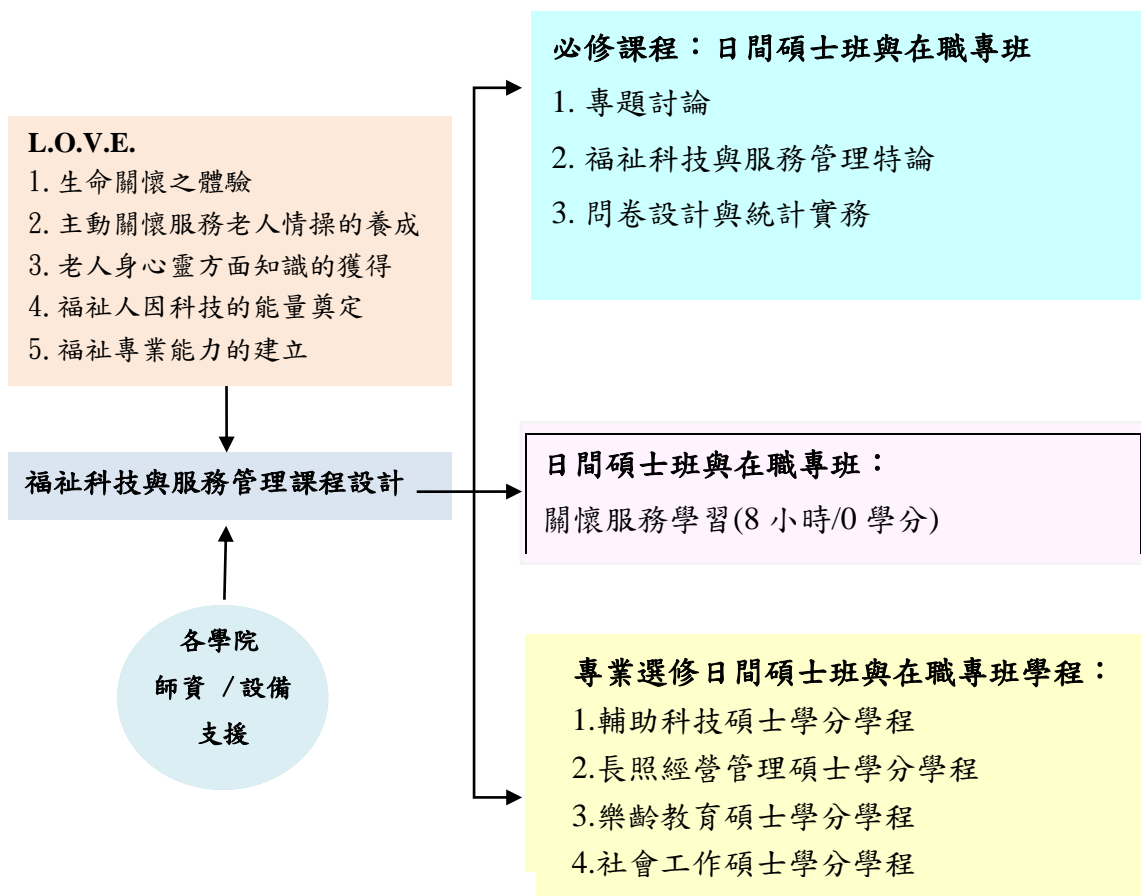 L.O.V.E.
1.生命關懷之體驗
2.主動關懷服務老人情操的養成
3.老人身心靈方面知識的獲得
4.福祉人因科技的能量奠定
5.福祉專業能力的建立
福祉科技與服務管理課程設計
各學院
師資 /設備
支援
必修課程：日間碩士班與在職專班
1. 專題討論
2. 福祉科技與服務管理特論
3. 問卷設計與統計實務
日間碩士班與在職專班：
關懷服務學習(8 小時/0 學分)
專業選修日間碩士班與在職專班學程：
1.輔助科技碩士學分學程
2.長照經營管理碩士學分學程
3.樂齡教育碩士學分學程
4.社會工作碩士學分學程